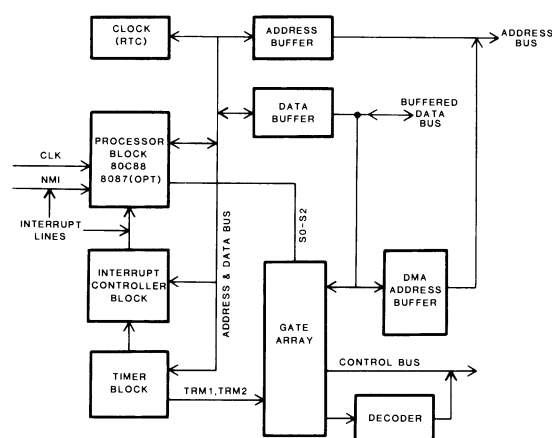 CLOCK
(RTC)
ADDRESS
BUFFER
ADDRESS
BUS
DATA
BUFFER
BUFFERED
DATA
BUS
PROCESSOR
BLOCK
80C88
8087(OPT)
CLK
NMI
INTERRUPT
LINES
ADDRESS & DATA BUS
S0-S2
INTERRUPT
CONTROLLER
BLOCK
GATE
ARRAY
DMA
ADDRESS
BUFFER
TIMER
BLOCK
TRM1,TRM2
CONTROL BUS
DECODER